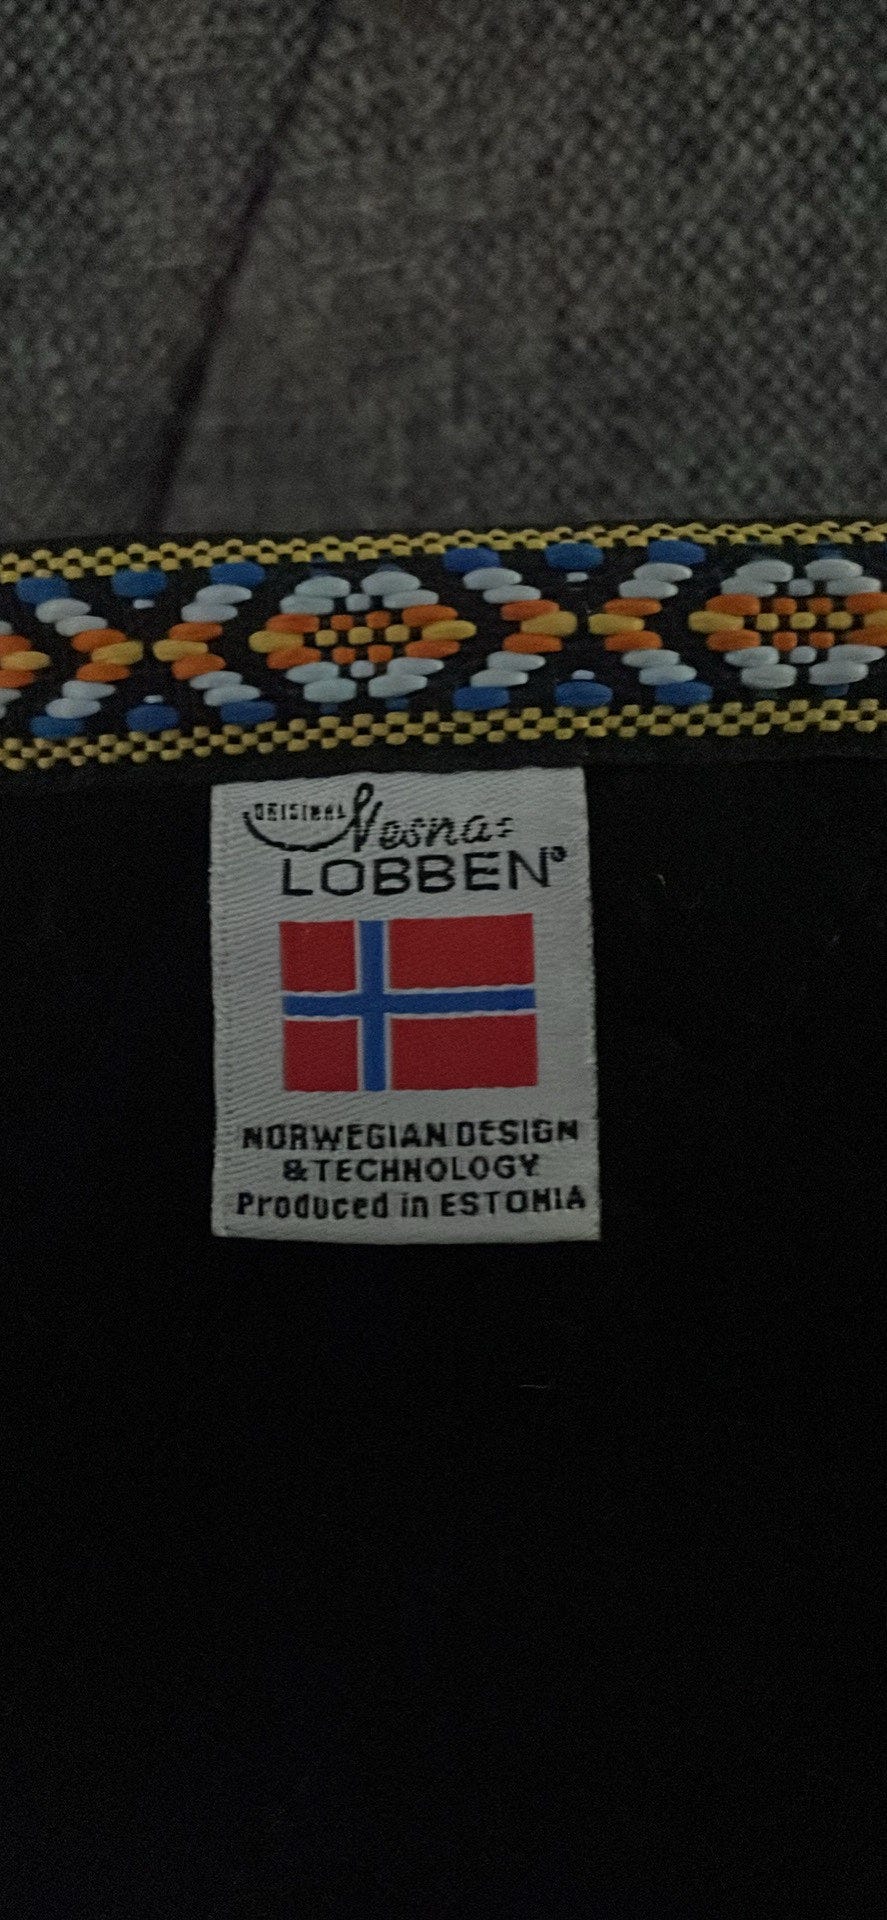 ORIGINAL Nesna-
LOBBEN®
NORWEGIAN DESIGN
& TECHNOLOGY
Produced in ESTONIA